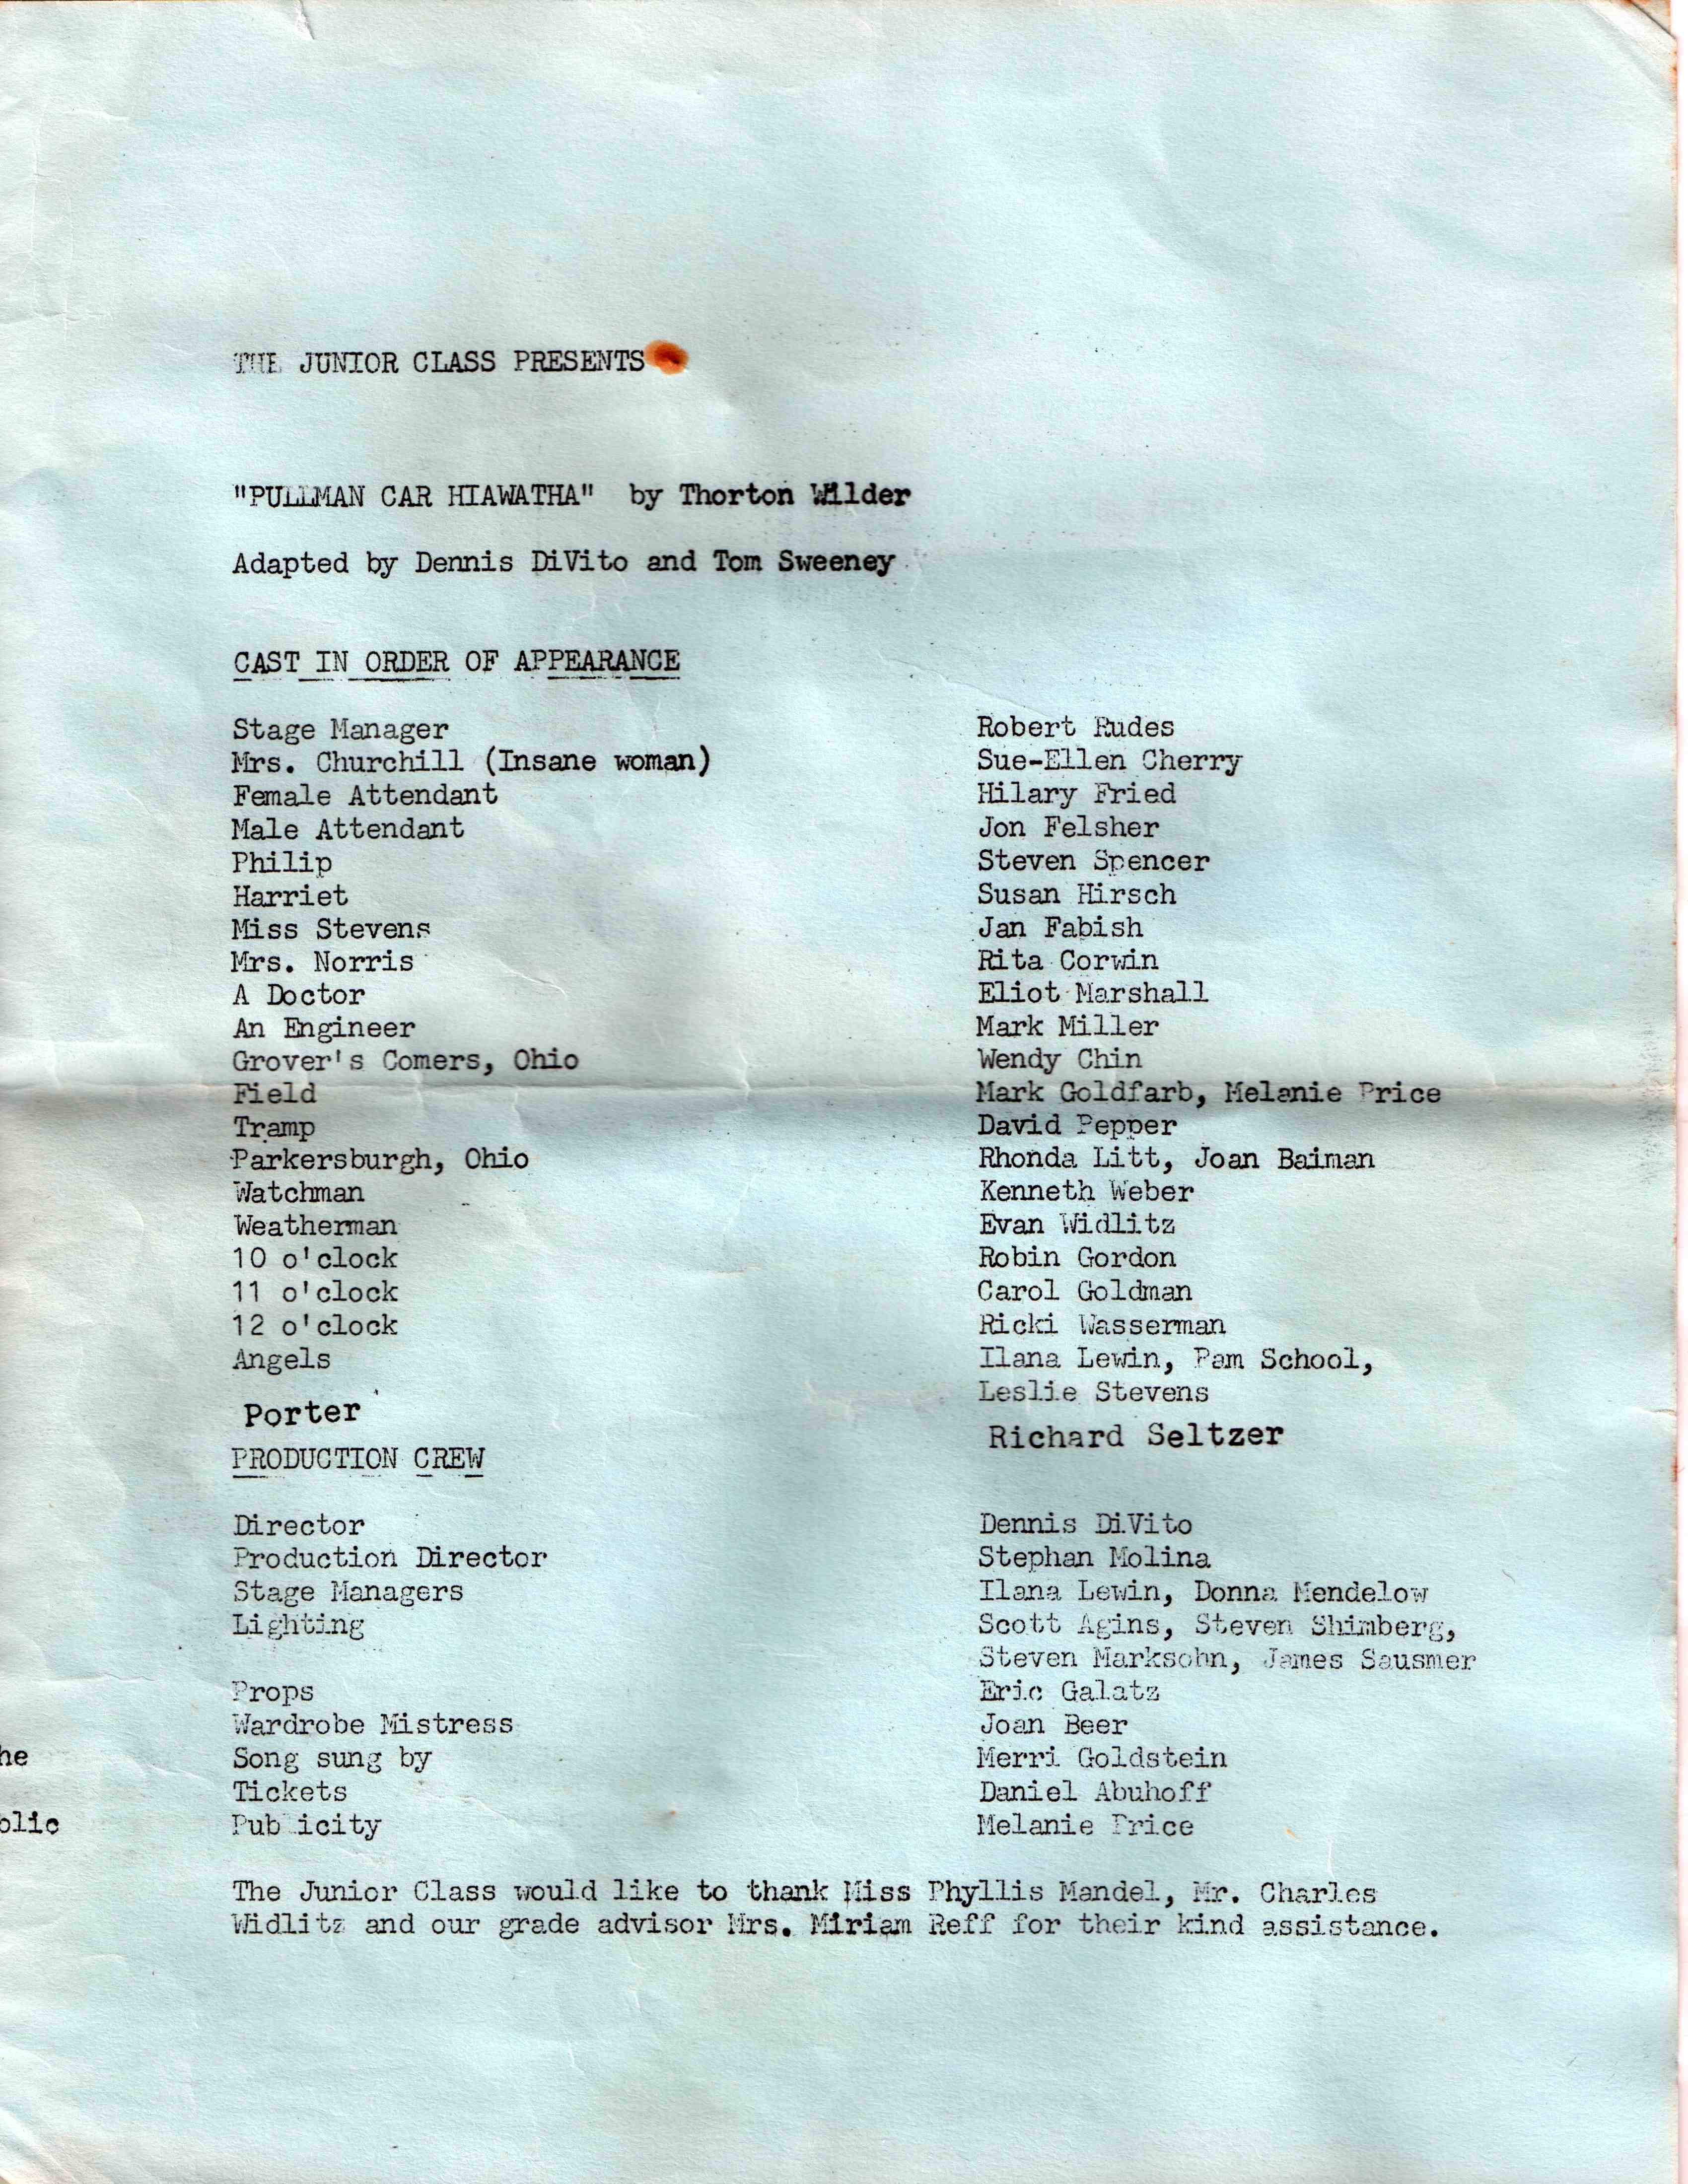 THE JUNIOR CLASS PRESENTS
"PULLMAN CAR HIAWATHA" by Thorton Wilder
Adapted by Dennis DiVito and Tom Sweeney
CAST IN ORDER OF APPEARANCE
Stage Manager Robert Rudes
Mrs. Churchill (Insane woman) Sue-Ellen Cherry
Female Attendant Hilary Fried
Male Attendant Jon Felsher
Philip Steven Spencer
Harriet Susan Hirsch
Miss Stevens Jan Fabish
Mrs. Norris Rita Corwin
A Doctor Eliot Marshall
An Engineer Mark Miller
Grover's Comers, Ohio Wendy Chin
Field Mark Goldfarb, Melanie Price
Tramp David Pepper
Parkersburgh, Ohio Rhonda Litt, Joan Baiman
Watchman Kenneth Weber
Weatherman Evan Widlitz
10 o'clock Robin Gordon
11 o'clock Carol Goldman
12 o'clock Ricki Wasserman
Angels Ilana Lewin, Pam School,
Leslie Stevens
Porter Richard Seltzer
PRODUCTION CREW
Director Dennis DiVito
Production Director Stephan Molina
Stage Managers Ilana Lewin, Donna Mendelow
Lighting Scott Agins, Steven Shimberg,
Steven Marksohn, James Sausmer
Props Eric Galatz
Wardrobe Mistress Joan Beer
he Song sung by Merri Goldstein
Tickets Daniel Abuhoff
blic Publicity Melanie Price
The Junior Class would like to thank Miss Phyllis Mandel, Mr. Charles
Widlitz and our grade advisor Mrs. Miriam Reff for their kind assistance.